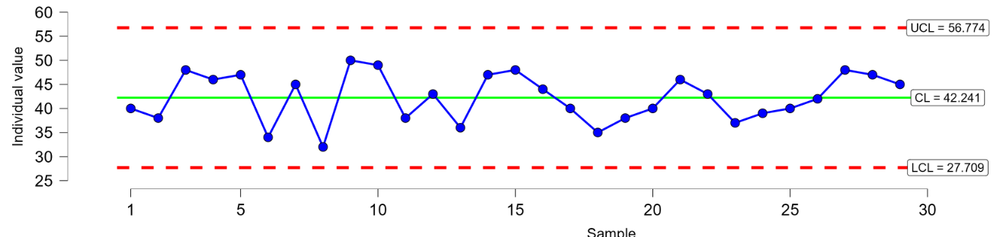 60
55
50
45
40
35
30
25
Individual value
UCL = 56.774
CL = 42.241
LCL = 27.709
1 5 10 15 20 25 30
Sample